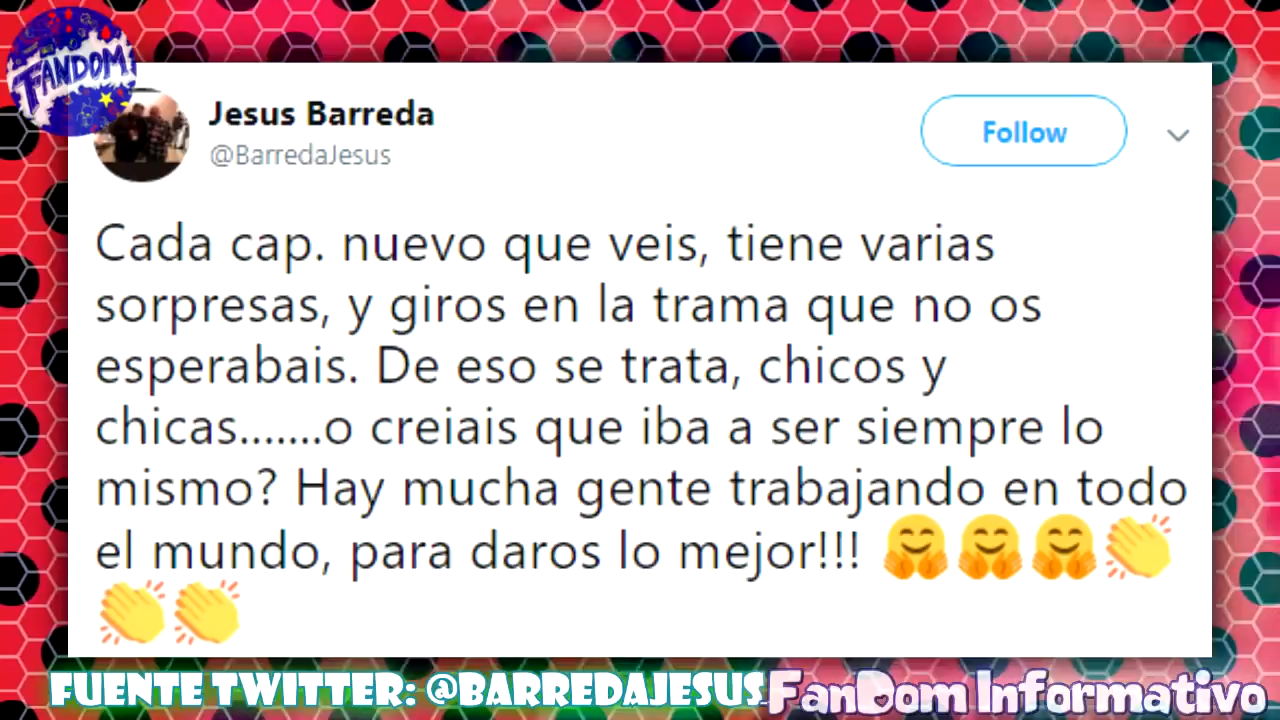 FANDOM
Jesus Barreda
@BarredaJesus
Follow
Cada cap. nuevo que veis, tiene varias
sorpresas, y giros en la trama que no os
esperabais. De eso se trata, chicos y
chicas.......o creiais que iba a ser siempre lo
mismo? Hay mucha gente trabajando en todo
el mundo, para daros lo mejor!!! 🤗🤗🤗👏
👏👏
FUENTE TWITTER: @BARREDAJESUS
FanDom Informativo